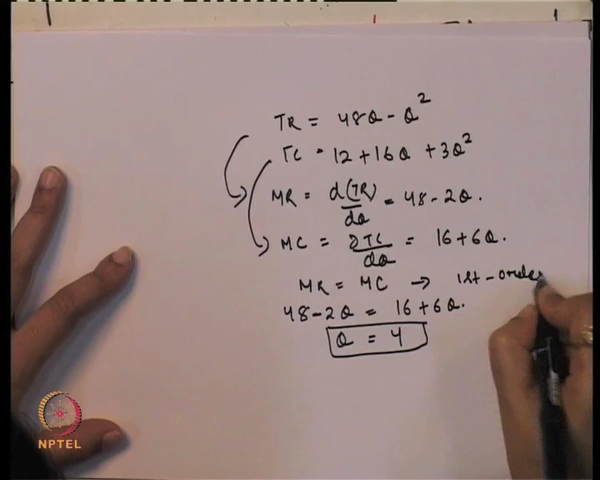 TR = 48Q - Q²
TC = 12 + 16Q + 3Q²
MR = d(TR)/dQ = 48 - 2Q.
MC = ∂TC/dQ = 16 + 6Q.
MR = MC → 1st-order
48 - 2Q = 16 + 6Q.
Q = 4
NPTEL